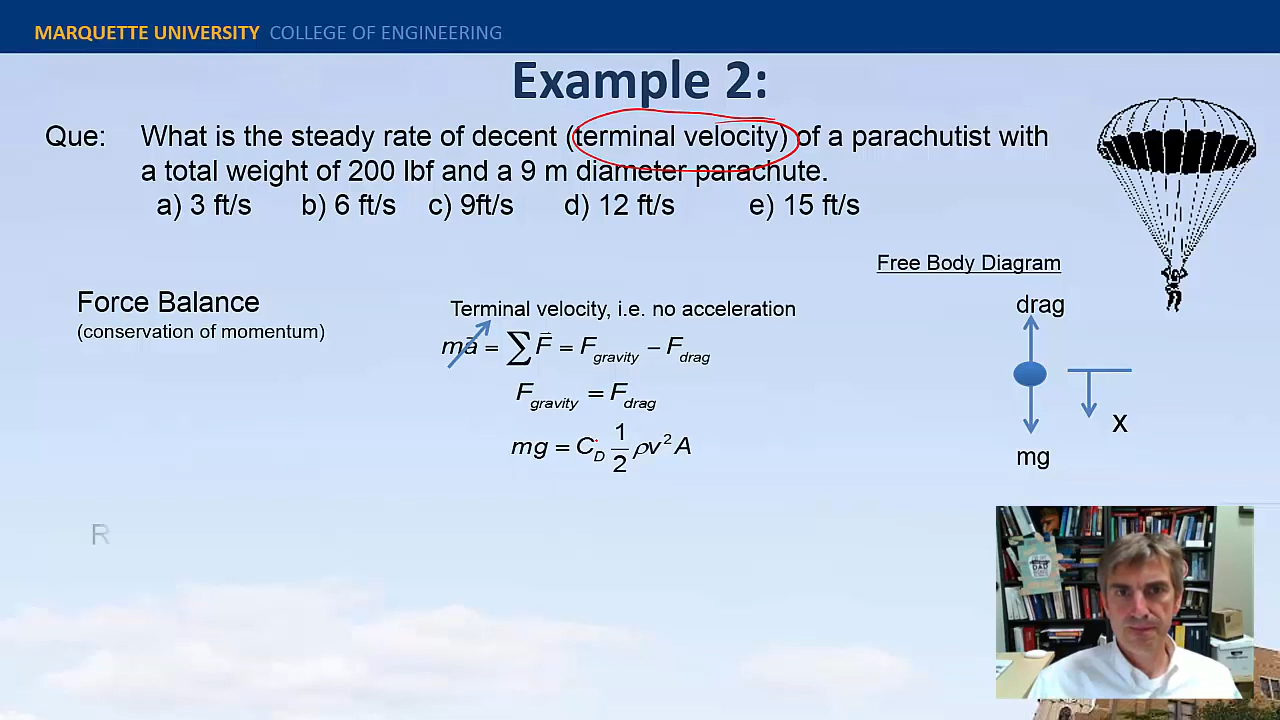 MARQUETTE UNIVERSITY COLLEGE OF ENGINEERING
Example 2:
Que: What is the steady rate of decent (terminal velocity) of a parachutist with
a total weight of 200 lbf and a 9 m diameter parachute.
a) 3 ft/s b) 6 ft/s c) 9ft/s d) 12 ft/s e) 15 ft/s
Free Body Diagram
Force Balance
(conservation of momentum)
Terminal velocity, i.e. no acceleration
ma⃗ = ∑ F⃗ = F_gravity − F_drag
F_gravity = F_drag
mg = C_D 1/2 ρv² A
drag
x
mg
R
DAD